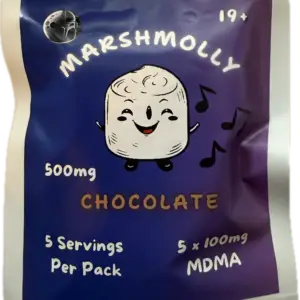 19+
MARSHMOLLY
500mg
CHOCOLATE
5 Servings
Per Pack
5 x 100mg
MDMA